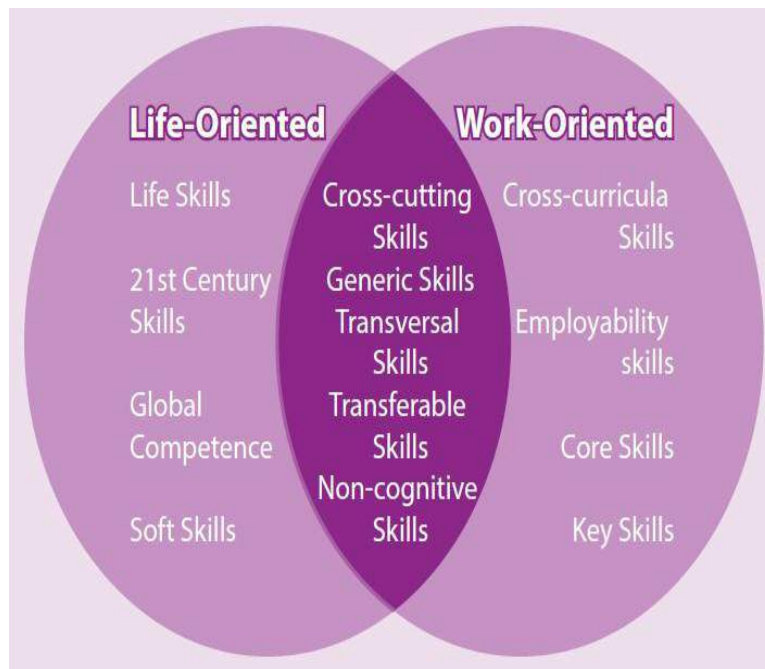 Life-Oriented
Life Skills
21st Century
Skills
Global
Competence
Soft Skills
Cross-cutting
Skills
Generic Skills
Transversal
Skills
Transferable
Skills
Non-cognitive
Skills
Work-Oriented
Cross-curricula
Skills
Employability
skills
Core Skills
Key Skills